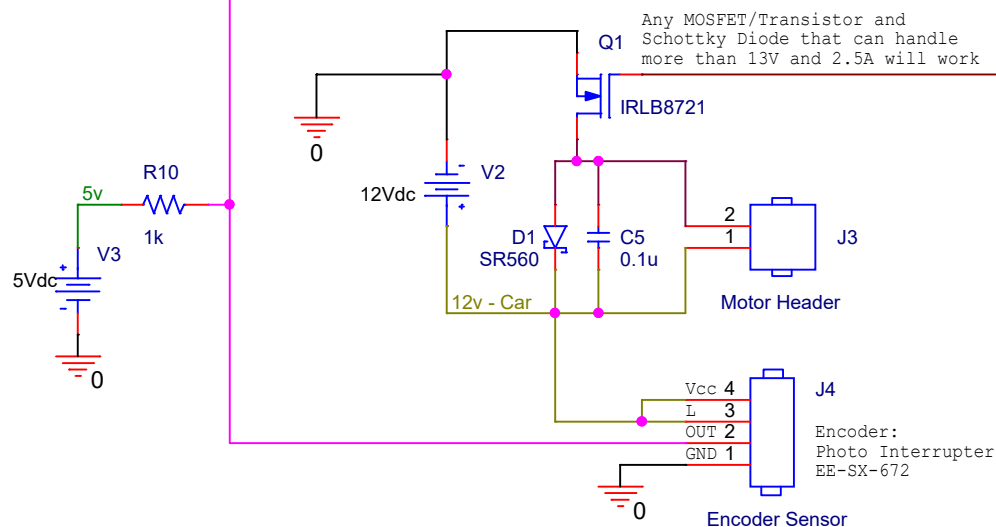 Any MOSFET/Transistor and
Schottky Diode that can handle
more than 13V and 2.5A will work
Q1
IRLB8721
0
V2
12Vdc
-
+
R10
5v
1k
V3
5Vdc
+
-
0
D1
SR560
C5
0.1u
2
1
J3
Motor Header
12v - Car
Vcc 4
L 3
OUT 2
GND 1
J4
Encoder:
Photo Interrupter
EE-SX-672
0
Encoder Sensor